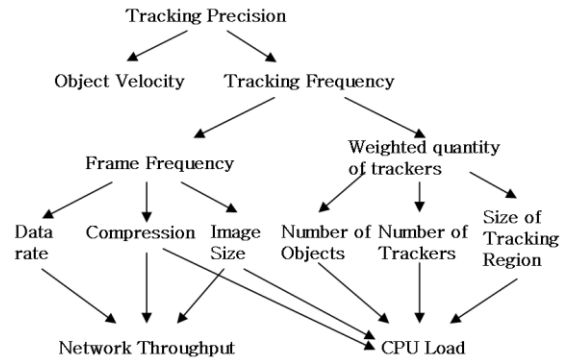 Tracking Precision
Object Velocity
Tracking Frequency
Frame Frequency
Weighted quantity
of trackers
Data
rate
Compression
Image
Size
Number of
Objects
Number of
Trackers
Size of
Tracking
Region
Network Throughput
CPU Load